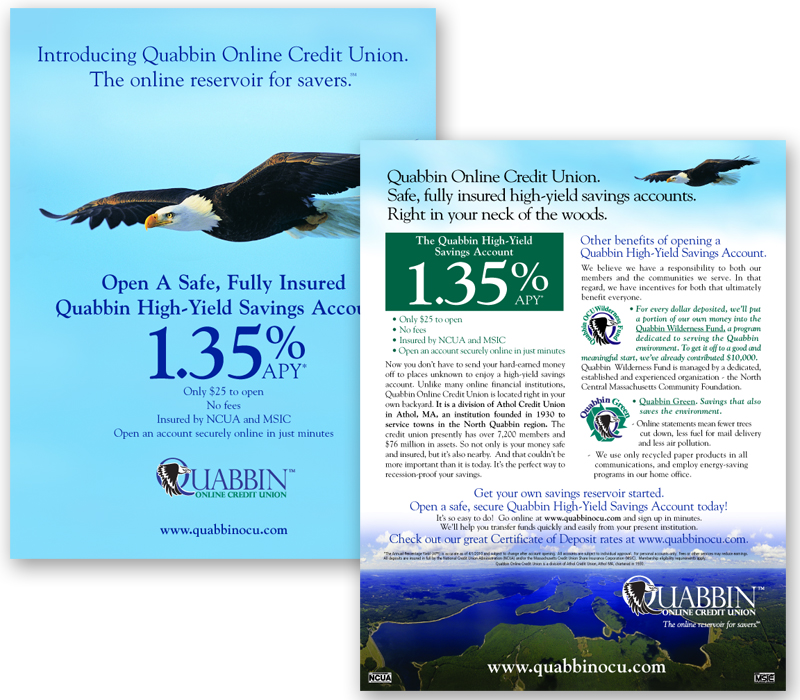 Introducing Quabbin Online Credit Union.
The online reservoir for savers.℠
Open A Safe, Fully Insured
Quabbin High-Yield Savings Accou
1.35% APY*
Only $25 to open
No fees
Insured by NCUA and MSIC
Open an account securely online in just minutes
QUABBIN™
ONLINE CREDIT UNION
www.quabbinocu.com
Quabbin Online Credit Union.
Safe, fully insured high-yield savings accounts.
Right in your neck of the woods.
The Quabbin High-Yield
Savings Account
1.35% APY*
• Only $25 to open
• No fees
• Insured by NCUA and MSIC
• Open an account securely online in just minutes
Now you don't have to send your hard-earned money
off to places unknown to enjoy a high-yield savings
account. Unlike many online financial institutions,
Quabbin Online Credit Union is located right in your
own backyard. It is a division of Athol Credit Union
in Athol, MA, an institution founded in 1930 to
service towns in the North Quabbin region. The
credit union presently has over 7,200 members and
$76 million in assets. So not only is your money safe
and insured, but it's also nearby. And that couldn't be
more important than it is today. It's the perfect way to
recession-proof your savings.
Other benefits of opening a
Quabbin High-Yield Savings Account.
We believe we have a responsibility to both our
members and the communities we serve. In that
regard, we have incentives for both that ultimately
benefit everyone.
Quabbin OCU Wilderness Fund
• For every dollar deposited, we'll put
a portion of our own money into the
Quabbin Wilderness Fund, a program
dedicated to serving the Quabbin
environment. To get it off to a good and
meaningful start, we've already contributed $10,000.
Quabbin Wilderness Fund is managed by a dedicated,
established and experienced organization - the North
Central Massachusetts Community Foundation.
Quabbin Green
• Quabbin Green. Savings that also
saves the environment.
- Online statements mean fewer trees
cut down, less fuel for mail delivery
and less air pollution.
- We use only recycled paper products in all
communications, and employ energy-saving
programs in our home office.
Get your own savings reservoir started.
Open a safe, secure Quabbin High-Yield Savings Account today!
It's so easy to do! Go online at www.quabbinocu.com and sign up in minutes.
We'll help you transfer funds quickly and easily from your present institution.
Check out our great Certificate of Deposit rates at www.quabbinocu.com.
QUABBIN™
ONLINE CREDIT UNION
The online reservoir for savers.℠
www.quabbinocu.com
NCUA
MSIC